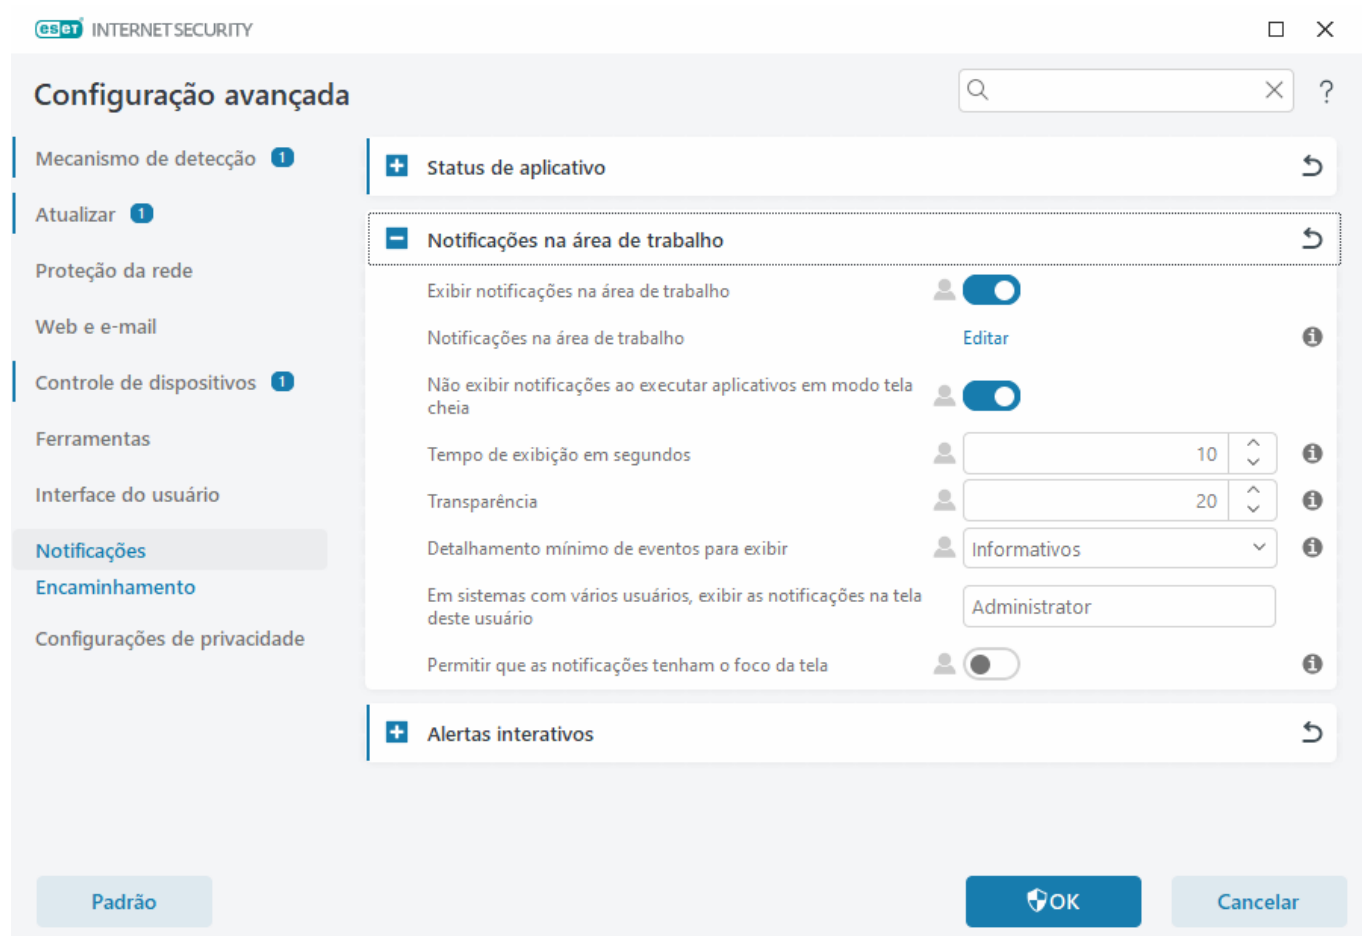 eset INTERNET SECURITY
Configuração avançada
?
Mecanismo de detecção 1
Atualizar 1
Proteção da rede
Web e e-mail
Controle de dispositivos 1
Ferramentas
Interface do usuário
Notificações
Encaminhamento
Configurações de privacidade
Status de aplicativo
Notificações na área de trabalho
Exibir notificações na área de trabalho
Notificações na área de trabalho Editar
Não exibir notificações ao executar aplicativos em modo tela
cheia
Tempo de exibição em segundos 10
Transparência 20
Detalhamento mínimo de eventos para exibir Informativos
Em sistemas com vários usuários, exibir as notificações na tela
deste usuário
Administrator
Permitir que as notificações tenham o foco da tela
Alertas interativos
Padrão
OK
Cancelar